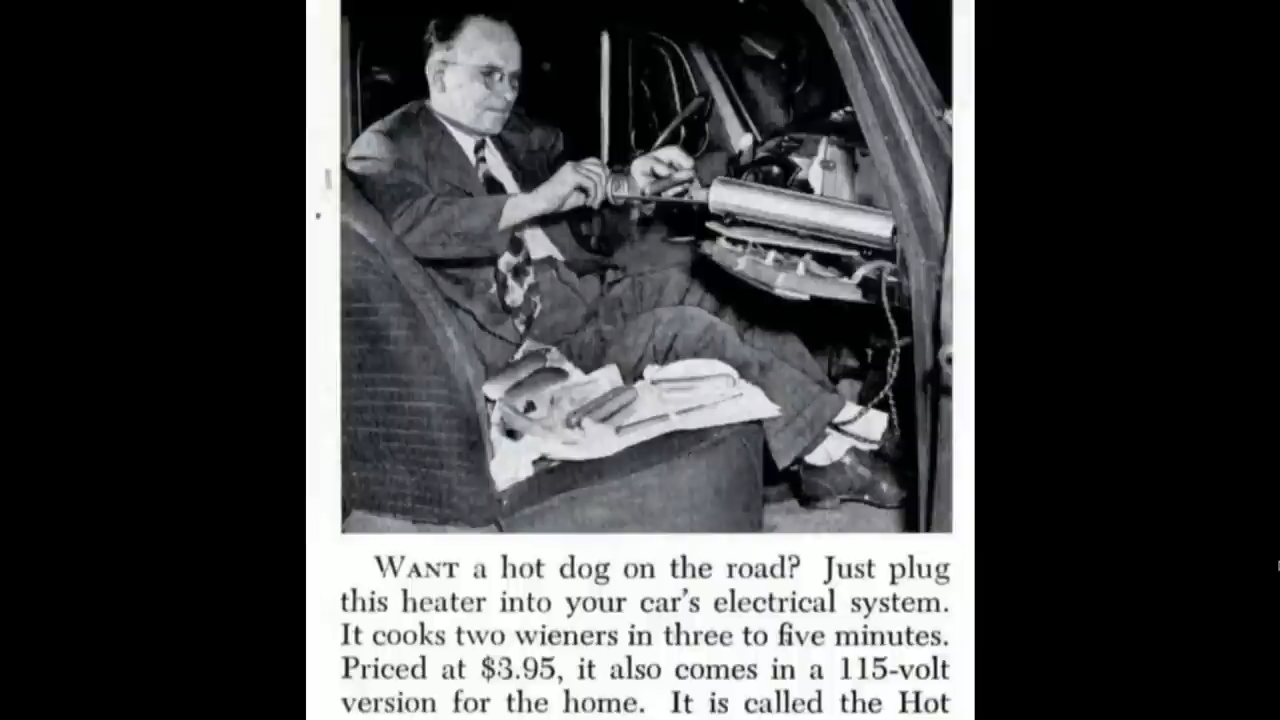 WANT a hot dog on the road? Just plug
this heater into your car's electrical system.
It cooks two wieners in three to five minutes.
Priced at $3.95, it also comes in a 115-volt
version for the home. It is called the Hot